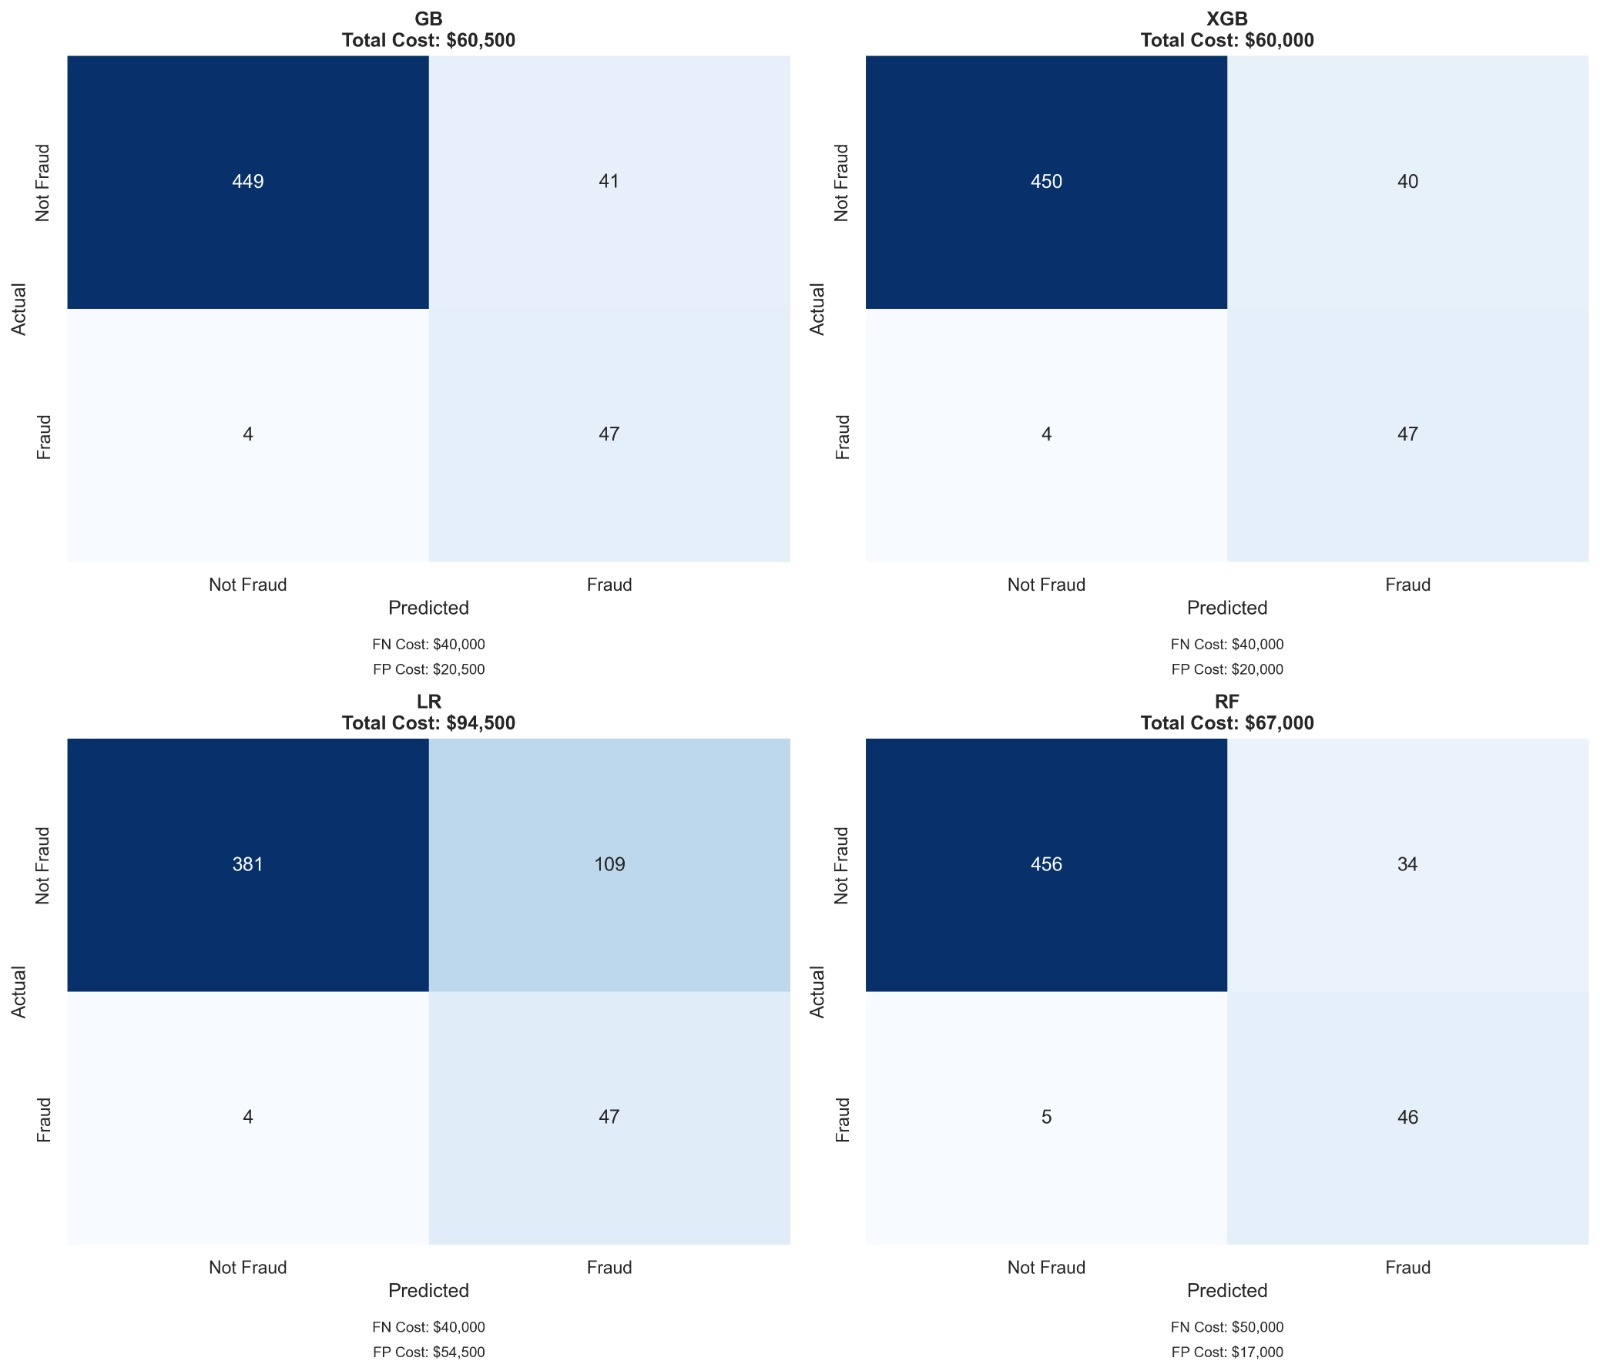 GB
Total Cost: $60,500
Not Fraud
449
41
Actual
Fraud
4
47
Not Fraud
Fraud
Predicted
FN Cost: $40,000
FP Cost: $20,500
XGB
Total Cost: $60,000
Not Fraud
450
40
Actual
Fraud
4
47
Not Fraud
Fraud
Predicted
FN Cost: $40,000
FP Cost: $20,000
LR
Total Cost: $94,500
Not Fraud
381
109
Actual
Fraud
4
47
Not Fraud
Fraud
Predicted
FN Cost: $40,000
FP Cost: $54,500
RF
Total Cost: $67,000
Not Fraud
456
34
Actual
Fraud
5
46
Not Fraud
Fraud
Predicted
FN Cost: $50,000
FP Cost: $17,000